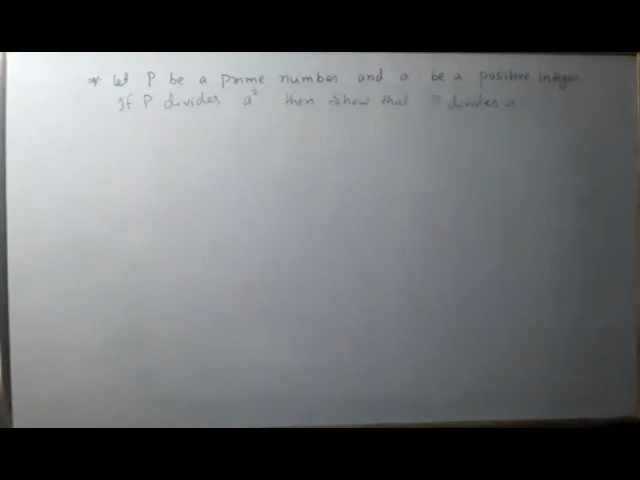 * Let P be a prime number and a be a positive integer
If P divides a² then show that P divides a